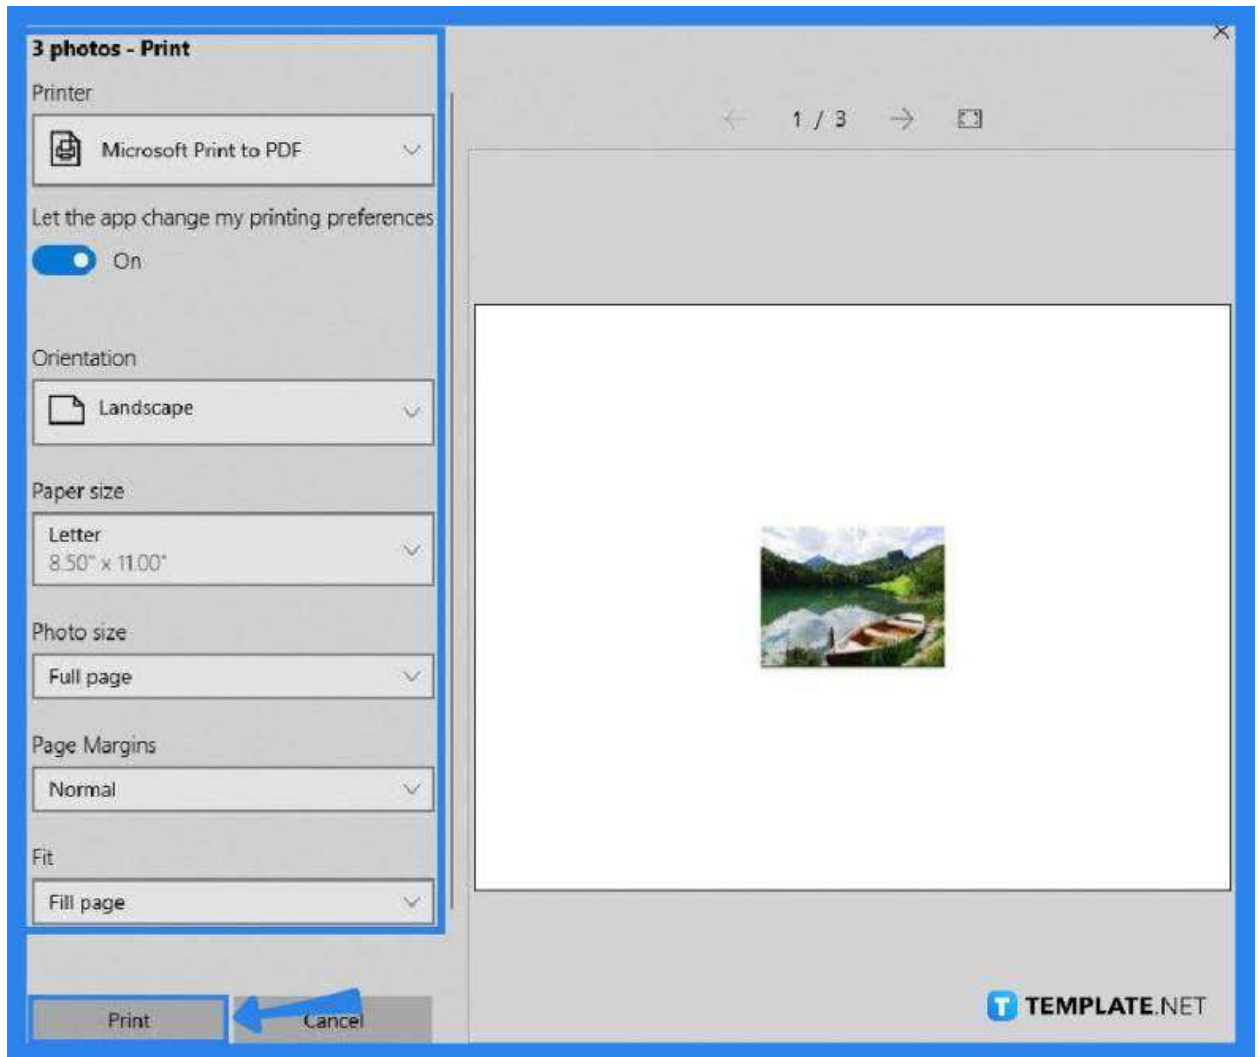 3 photos - Print
Printer
Microsoft Print to PDF
Let the app change my printing preferences
On
Orientation
Landscape
Paper size
Letter
8.50" x 11.00"
Photo size
Full page
Page Margins
Normal
Fit
Fill page
Print
Cancel
1 / 3
TEMPLATE.NET